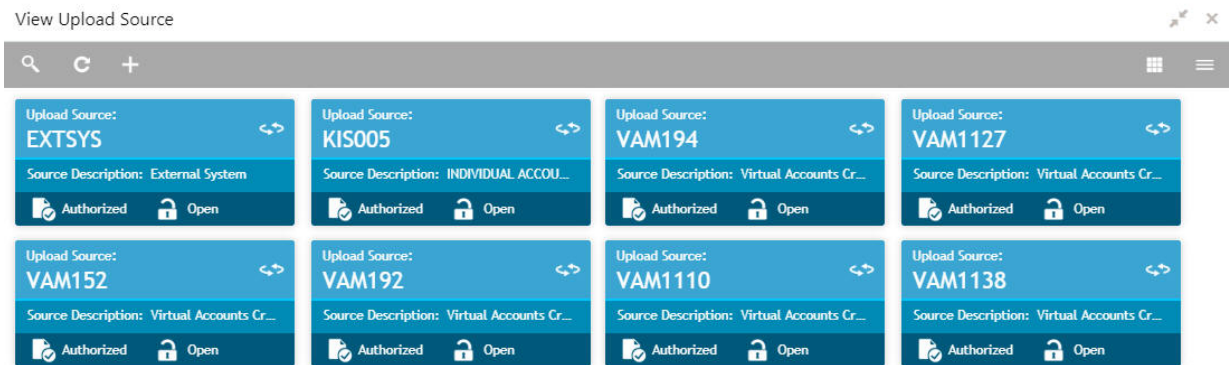 View Upload Source
Upload Source: Upload Source: Upload Source: Upload Source:
EXTSYS KIS005 VAM194 VAM1127
Source Description: External System Source Description: INDIVIDUAL ACCOU... Source Description: Virtual Accounts Cr... Source Description: Virtual Accounts Cr...
Authorized Open Authorized Open Authorized Open Authorized Open
Upload Source: Upload Source: Upload Source: Upload Source:
VAM152 VAM192 VAM1110 VAM1138
Source Description: Virtual Accounts Cr... Source Description: Virtual Accounts Cr... Source Description: Virtual Accounts Cr... Source Description: Virtual Accounts Cr...
Authorized Open Authorized Open Authorized Open Authorized Open